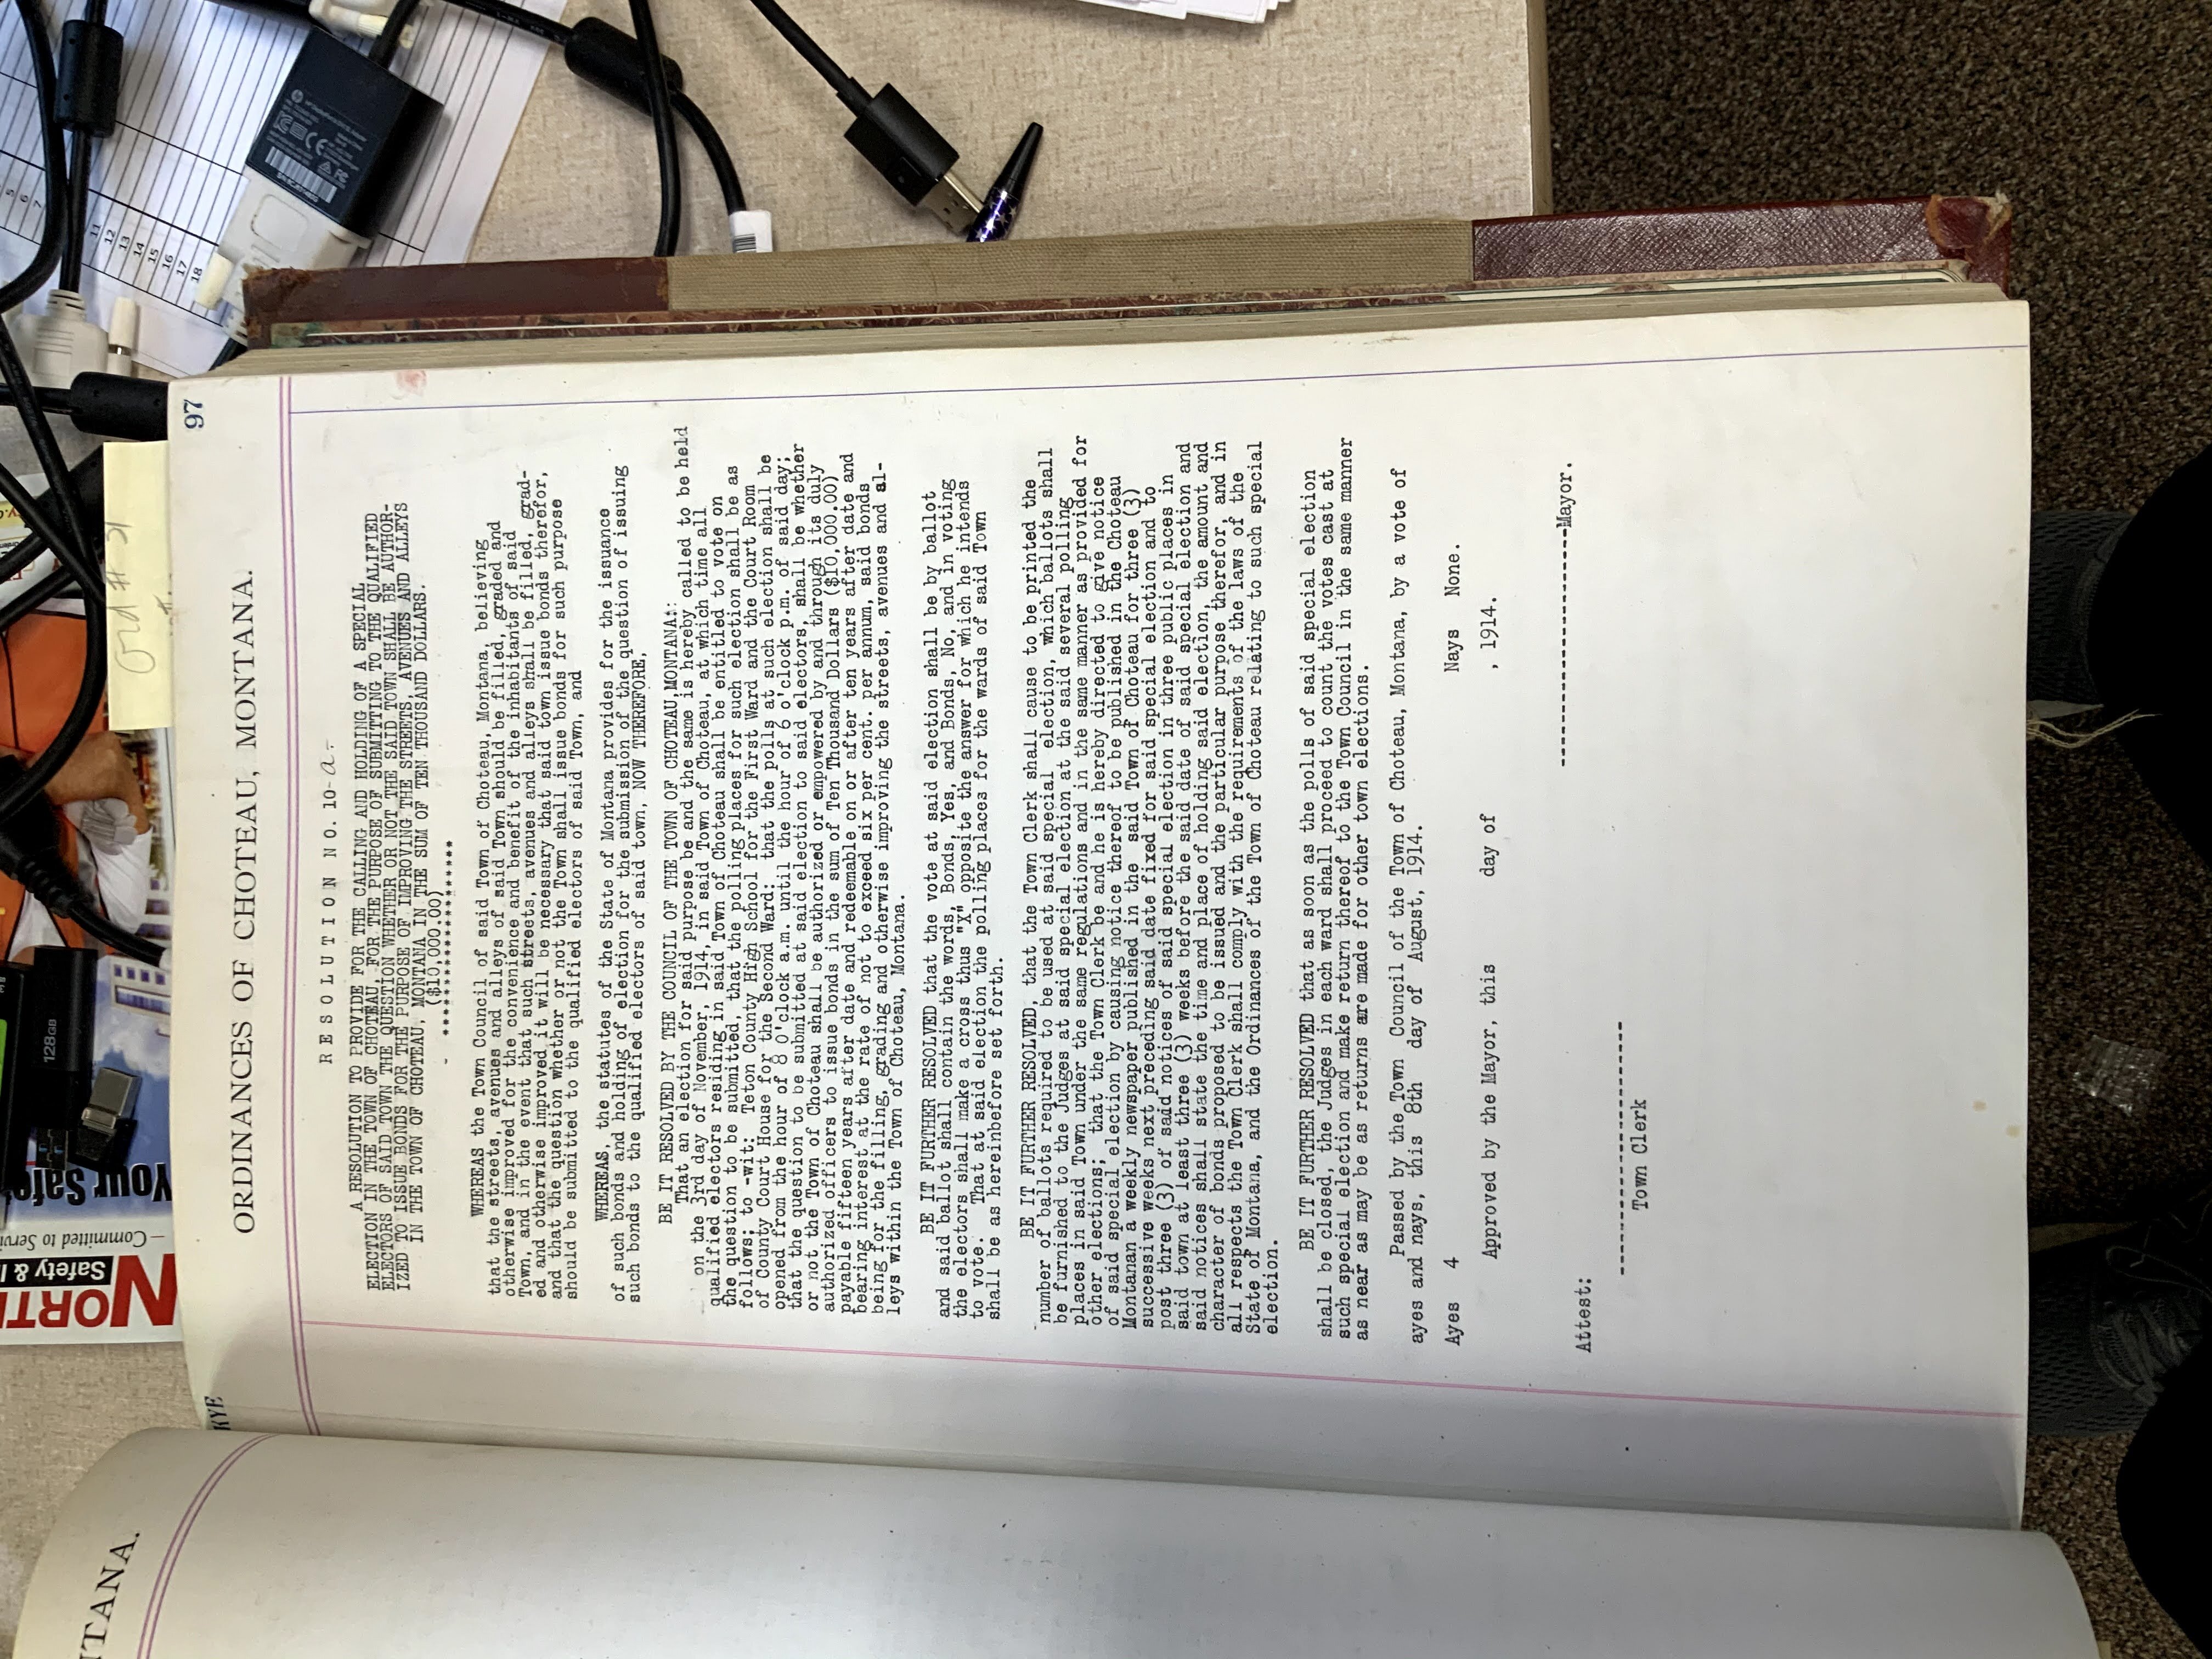 ORDINANCES OF CHOTEAU, MONTANA.
97
RESOLUTION NO. 10-a-
A RESOLUTION TO PROVIDE FOR THE CALLING AND HOLDING OF A SPECIAL
ELECTION IN THE TOWN OF CHOTEAU, FOR THE PURPOSE OF SUBMITTING TO THE QUALIFIED
ELECTORS OF SAID TOWN THE QUESTION WHETHER OR NOT THE SAID TOWN SHALL BE AUTHOR-
IZED TO ISSUE BONDS FOR THE PURPOSE OF IMPROVING THE STREETS, AVENUES AND ALLEYS
IN THE TOWN OF CHOTEAU, MONTANA IN THE SUM OF TEN THOUSAND DOLLARS.
($10,000.00)
- ******************
WHEREAS the Town Council of said Town of Choteau, Montana, believing
that the streets, avenues and alleys of said Town should be filled, graded and
otherwise improved for the convenience and benefit of the inhabitants of said
Town, and in the event that such streets, avenues and alleys shall be filled, grad-
ed and otherwise improved it will be necessary that said town issue bonds therefor,
and that the question whether or not the Town shall issue bonds for such purpose
should be submitted to the qualified electors of said Town, and
WHEREAS, the statutes of the State of Montana provides for the issuance
of such bonds and holding of election for the submission of the question of issuing
such bonds to the qualified electors of said town, NOW THEREFORE,
BE IT RESOLVED BY THE COUNCIL OF THE TOWN OF CHOTEAU, MONTANA:
That an election for said purpose be and the same is hereby called to be held
on the 3rd day of November, 1914, in said Town of Choteau, at which time all
qualified electors residing in said Town of Choteau shall be entitled to vote on
the question to be submitted, that the polling places for such election shall be as
follows; to -wit: Teton County High School for the First Ward and the Court Room
of County Court House for the Second Ward: that the polls at such election shall be
opened from the hour of 8 O'clock a.m. until the hour of 6 o'clock p.m. of said day;
that the question to be submitted at said election to said electors, shall be whether
or not the Town of Choteau shall be authorized or empowered by and through its duly
authorized officers to issue bonds in the sum of Ten Thousand Dollars ($10,000.00)
payable fifteen years after date and redeemable on or after ten years after date and
bearing interest at the rate of not to exceed six per cent. per annum, said bonds
being for the filling, grading and otherwise improving the streets, avenues and al-
leys within the Town of Choteau, Montana.
BE IT FURTHER RESOLVED that the vote at said election shall be by ballot
and said ballot shall contain the words, Bonds, Yes, and Bonds, No, and in voting
the electors shall make a cross thus "X" opposite the answer for which he intends
to vote. That at said election the polling places for the wards of said Town
shall be as hereinbefore set forth.
BE IT FURTHER RESOLVED, that the Town Clerk shall cause to be printed the
number of ballots required to be used at said special election, which ballots shall
be furnished to the Judges at said special election at the said several polling
places in said Town under the same regulations and in the same manner as provided for
other elections; that the Town Clerk be and he is hereby directed to give notice
of said special election by causing notice thereof to be published in the Choteau
Montanan a weekly newspaper published in the said Town of Choteau for three (3)
successive weeks next preceding said date fixed for said special election and to
post three (3) of said notices of said special election in three public places in
said town at least three (3) weeks before the said date of said special election and
said notices shall state the time and place of holding said election, the amount and
character of bonds proposed to be issued and the particular purpose therefor, and in
all respects the Town Clerk shall comply with the requirements of the laws of the
State of Montana, and the Ordinances of the Town of Choteau relating to such special
election.
BE IT FURTHER RESOLVED that as soon as the polls of said special election
shall be closed, the Judges in each ward shall proceed to count the votes cast at
such special election and make return thereof to the Town Council in the same manner
as near as may be as returns are made for other town elections.
Passed by the Town Council of the Town of Choteau, Montana, by a vote of
ayes and nays, this 8th day of August, 1914.
Ayes 4 Nays None.
Approved by the Mayor, this day of , 1914.
-------------------------Mayor.
Attest:
-------------------------
Town Clerk
TANA.
KYE
NORT
Safety &
— Committed to Servi
Your Safe
128GB
Ord # 31
11
12
13
14
15
16
17
18
5
6
7